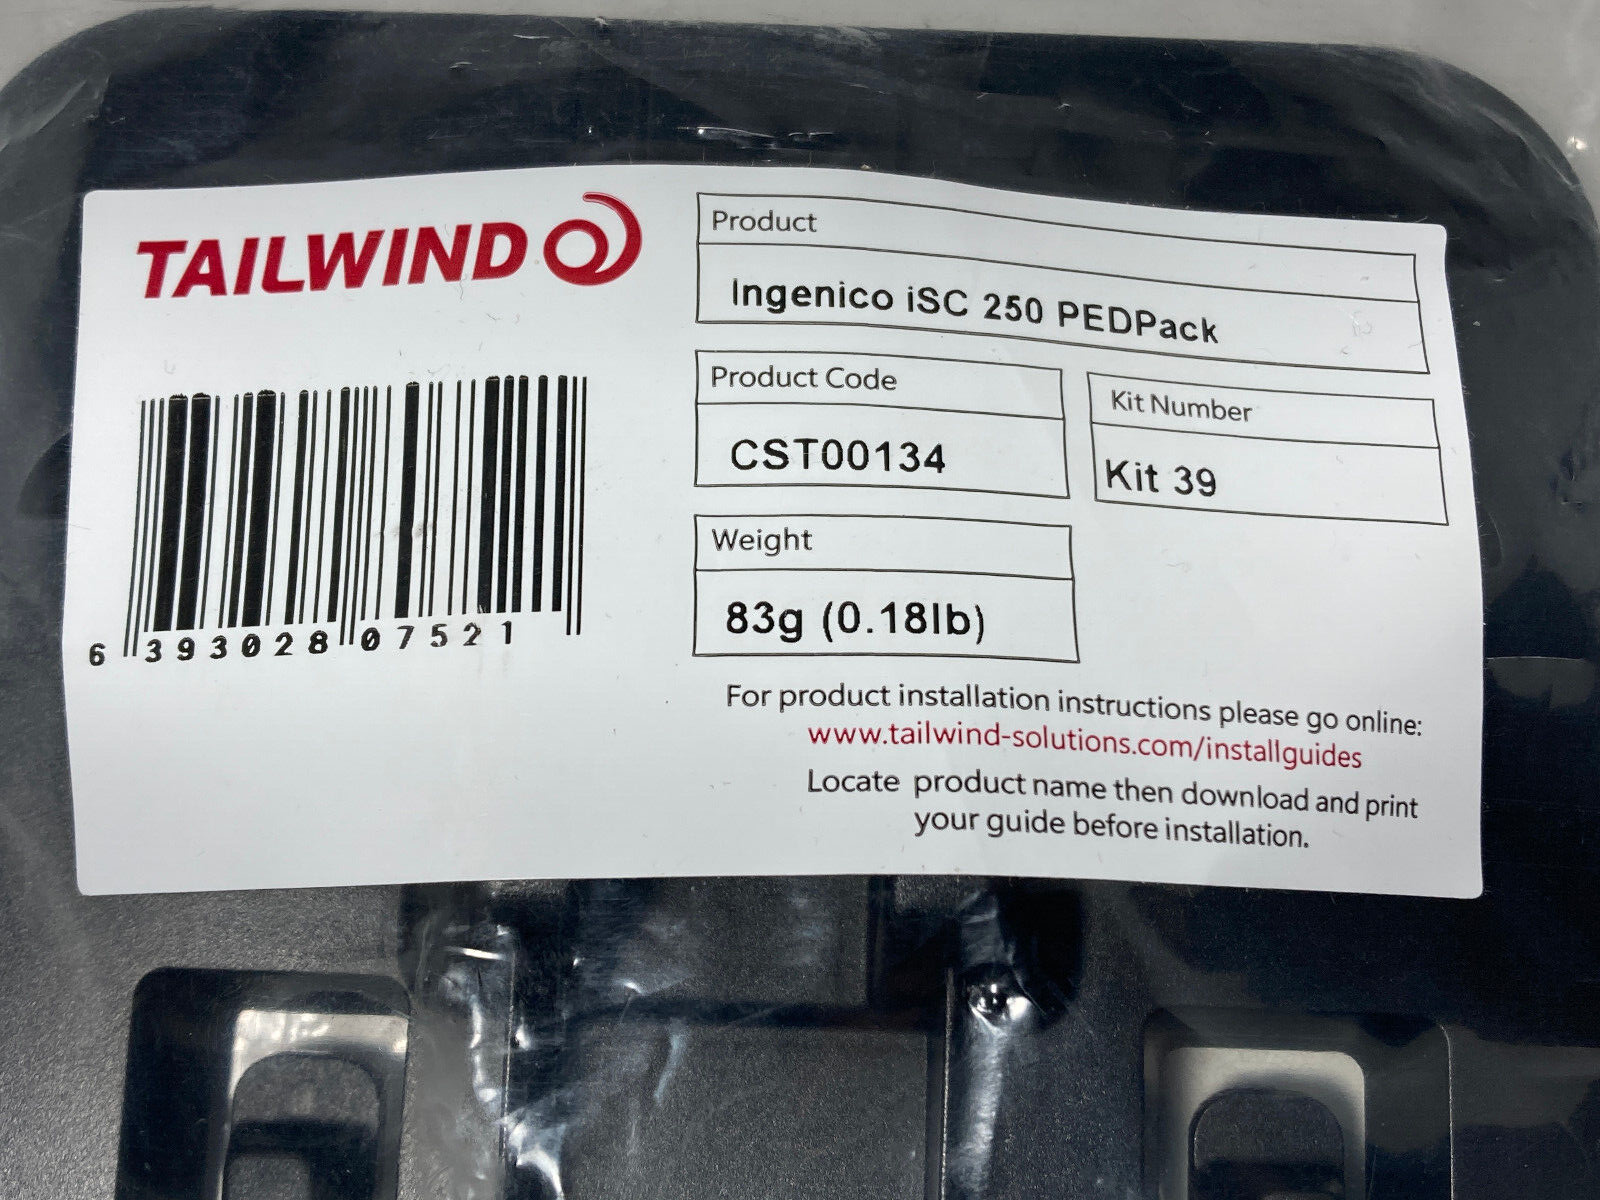 TAILWIND
Product
Ingenico iSC 250 PEDPack
Product Code
CST00134
Kit Number
Kit 39
Weight
83g (0.18lb)
6 393028 07521
For product installation instructions please go online:
www.tailwind-solutions.com/installguides
Locate product name then download and print
your guide before installation.